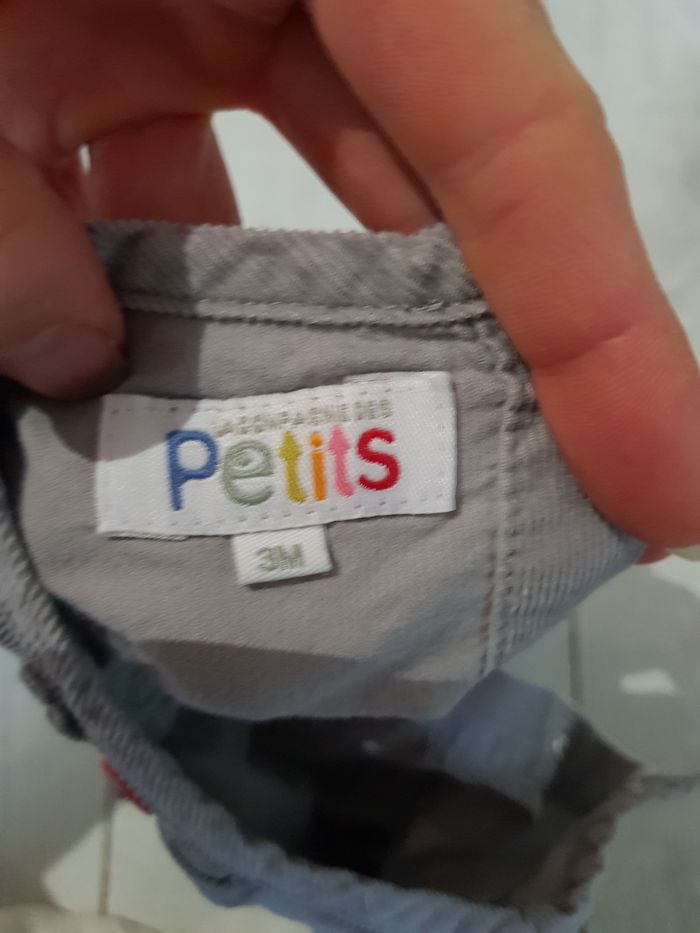 LA COMPAGNIE DES
Petits
3M